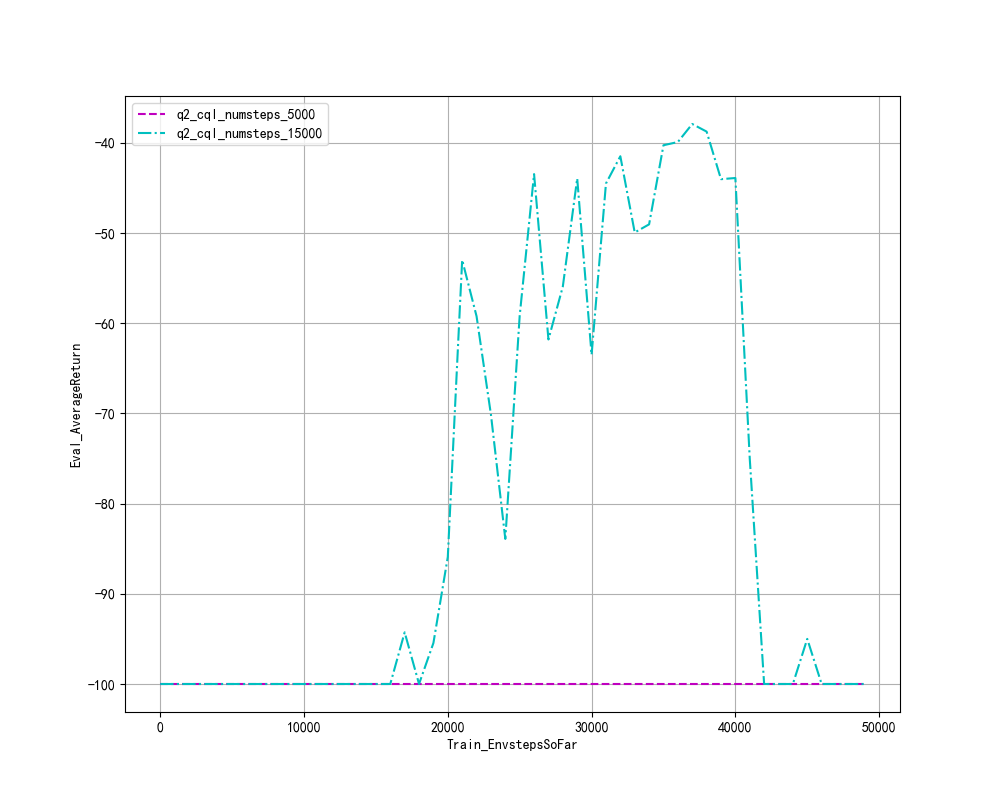 q2_cql_numsteps_5000
q2_cql_numsteps_15000
Eval_AverageReturn
−40
−50
−60
−70
−80
−90
−100
0 10000 20000 30000 40000 50000
Train_EnvstepsSoFar